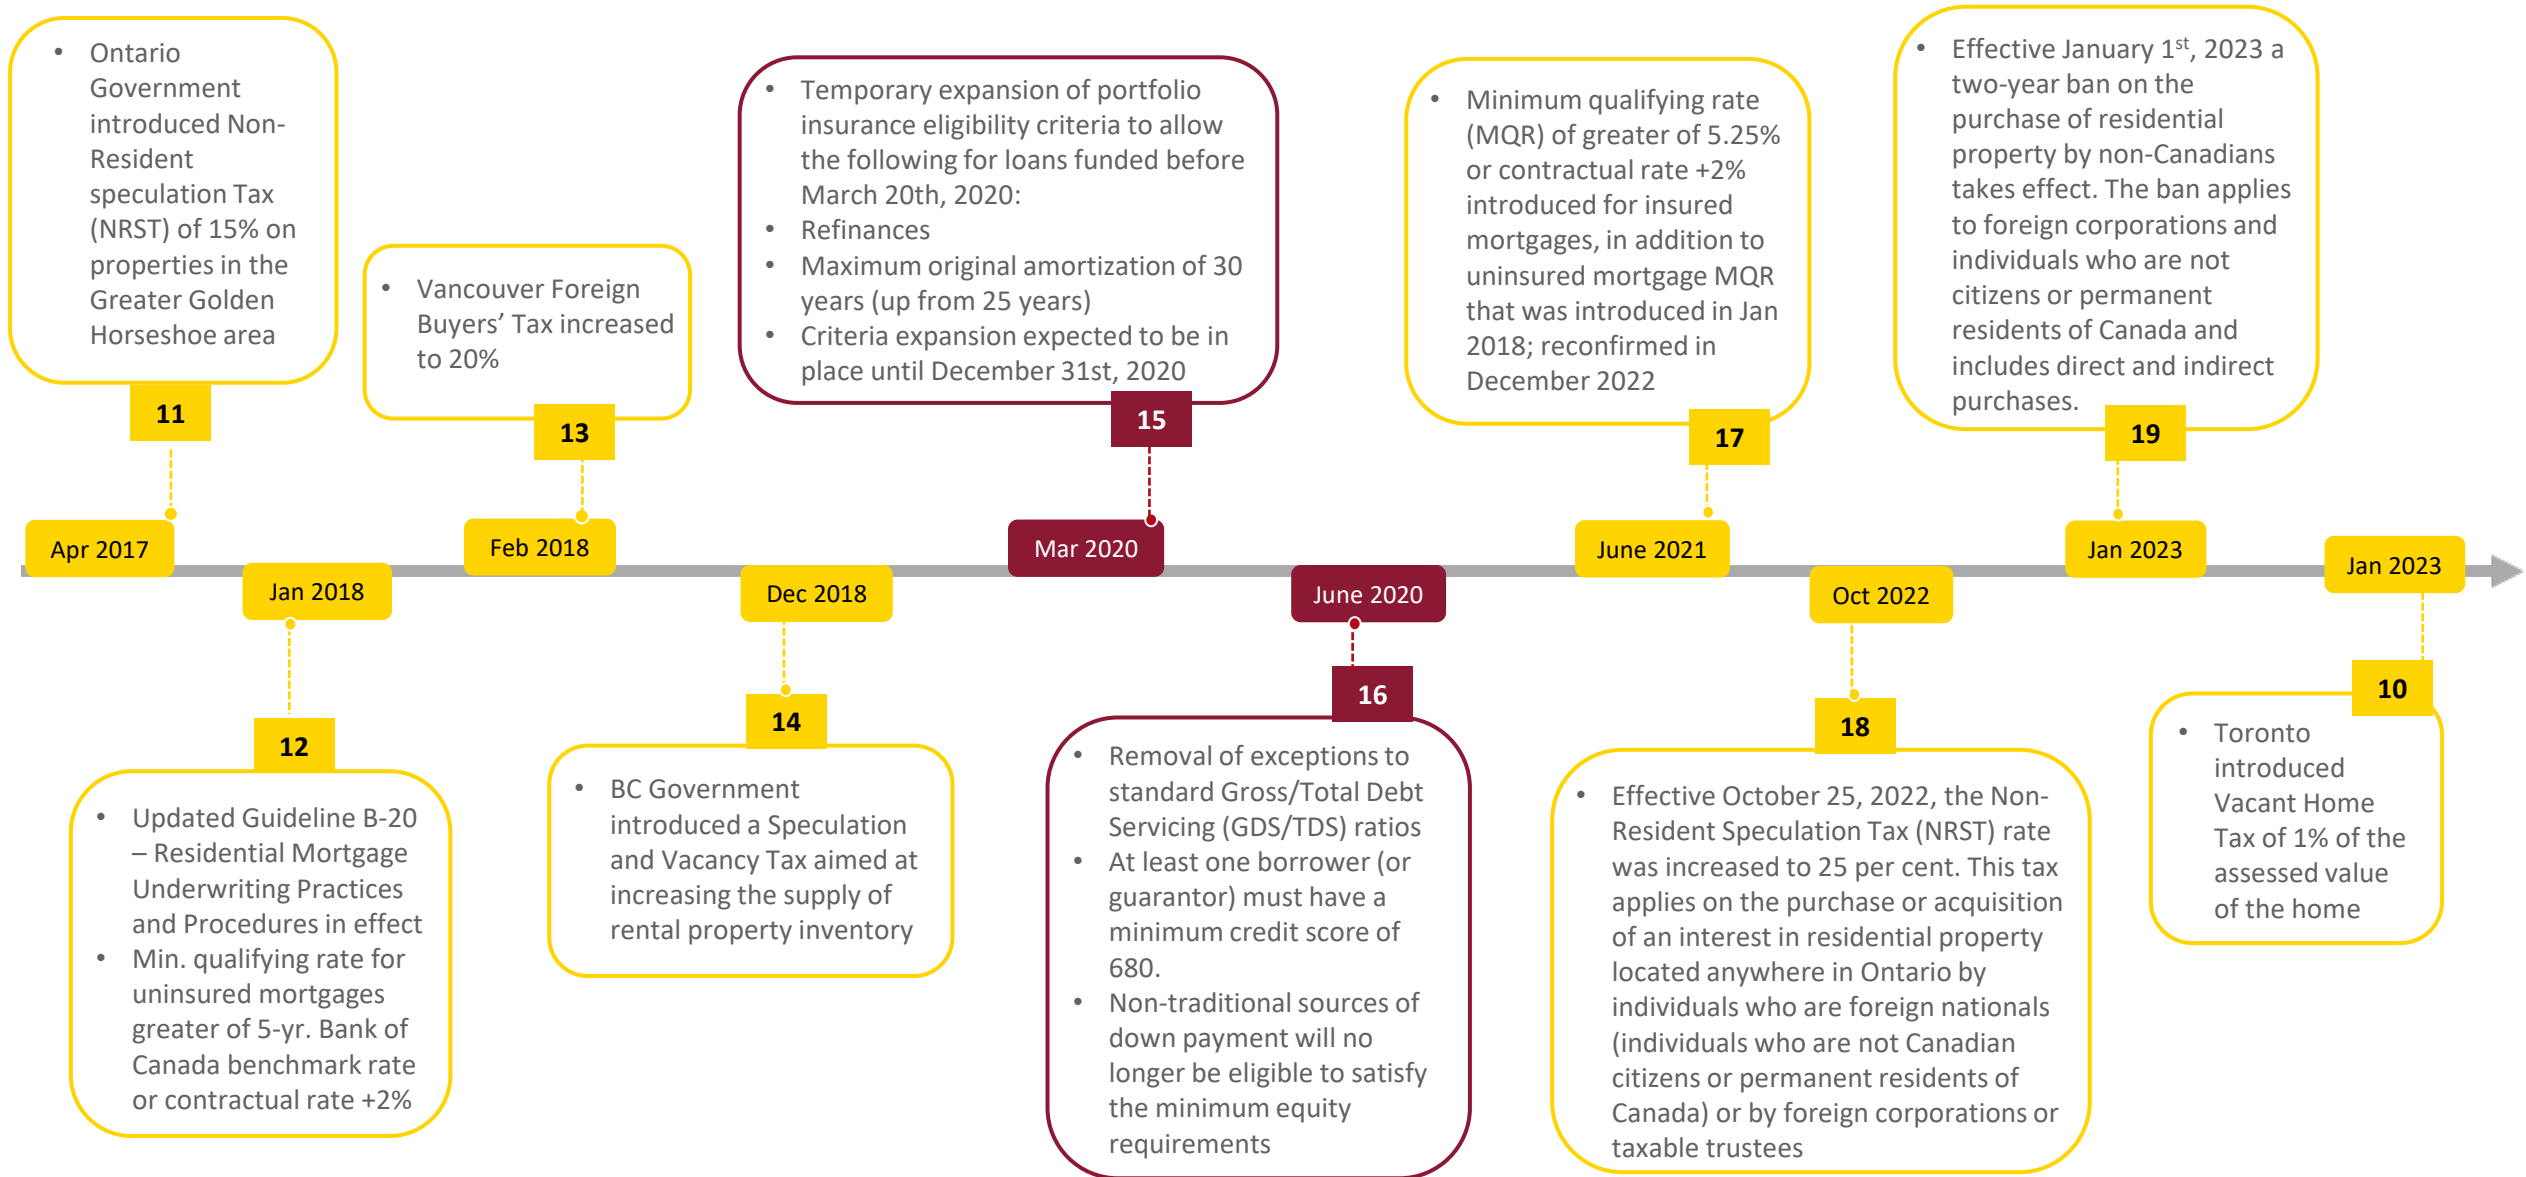 • Ontario
Government
introduced Non-
Resident
speculation Tax
(NRST) of 15% on
properties in the
Greater Golden
Horseshoe area
11
• Vancouver Foreign
Buyers’ Tax increased
to 20%
13
• Temporary expansion of portfolio
insurance eligibility criteria to allow
the following for loans funded before
March 20th, 2020:
• Refinances
• Maximum original amortization of 30
years (up from 25 years)
• Criteria expansion expected to be in
place until December 31st, 2020
15
• Minimum qualifying rate
(MQR) of greater of 5.25%
or contractual rate +2%
introduced for insured
mortgages, in addition to
uninsured mortgage MQR
that was introduced in Jan
2018; reconfirmed in
December 2022
17
• Effective January 1st, 2023 a
two-year ban on the
purchase of residential
property by non-Canadians
takes effect. The ban applies
to foreign corporations and
individuals who are not
citizens or permanent
residents of Canada and
includes direct and indirect
purchases.
19
Apr 2017
Jan 2018
Feb 2018
Dec 2018
Mar 2020
June 2020
June 2021
Oct 2022
Jan 2023
Jan 2023
12
• Updated Guideline B-20
– Residential Mortgage
Underwriting Practices
and Procedures in effect
• Min. qualifying rate for
uninsured mortgages
greater of 5-yr. Bank of
Canada benchmark rate
or contractual rate +2%
14
• BC Government
introduced a Speculation
and Vacancy Tax aimed at
increasing the supply of
rental property inventory
16
• Removal of exceptions to
standard Gross/Total Debt
Servicing (GDS/TDS) ratios
• At least one borrower (or
guarantor) must have a
minimum credit score of
680.
• Non-traditional sources of
down payment will no
longer be eligible to satisfy
the minimum equity
requirements
18
• Effective October 25, 2022, the Non-
Resident Speculation Tax (NRST) rate
was increased to 25 per cent. This tax
applies on the purchase or acquisition
of an interest in residential property
located anywhere in Ontario by
individuals who are foreign nationals
(individuals who are not Canadian
citizens or permanent residents of
Canada) or by foreign corporations or
taxable trustees
10
• Toronto
introduced
Vacant Home
Tax of 1% of the
assessed value
of the home